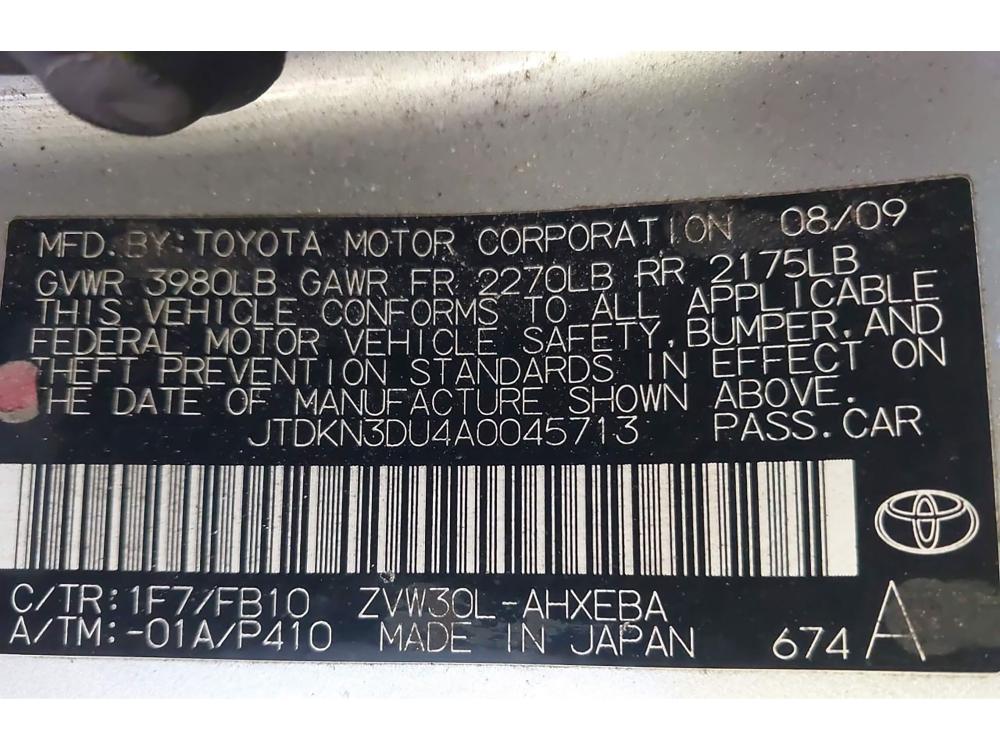 MFD. BY: TOYOTA MOTOR CORPORATION 08/09
GVWR 3980LB GAWR FR 2270LB RR 2175LB
THIS VEHICLE CONFORMS TO ALL APPLICABLE
FEDERAL MOTOR VEHICLE SAFETY, BUMPER, AND
THEFT PREVENTION STANDARDS IN EFFECT ON
THE DATE OF MANUFACTURE SHOWN ABOVE.
JTDKN3DU4A0045713 PASS. CAR
C/TR: 1F7/FB10 ZVW30L-AHXEBA
A/TM:-01A/P410 MADE IN JAPAN 674 A